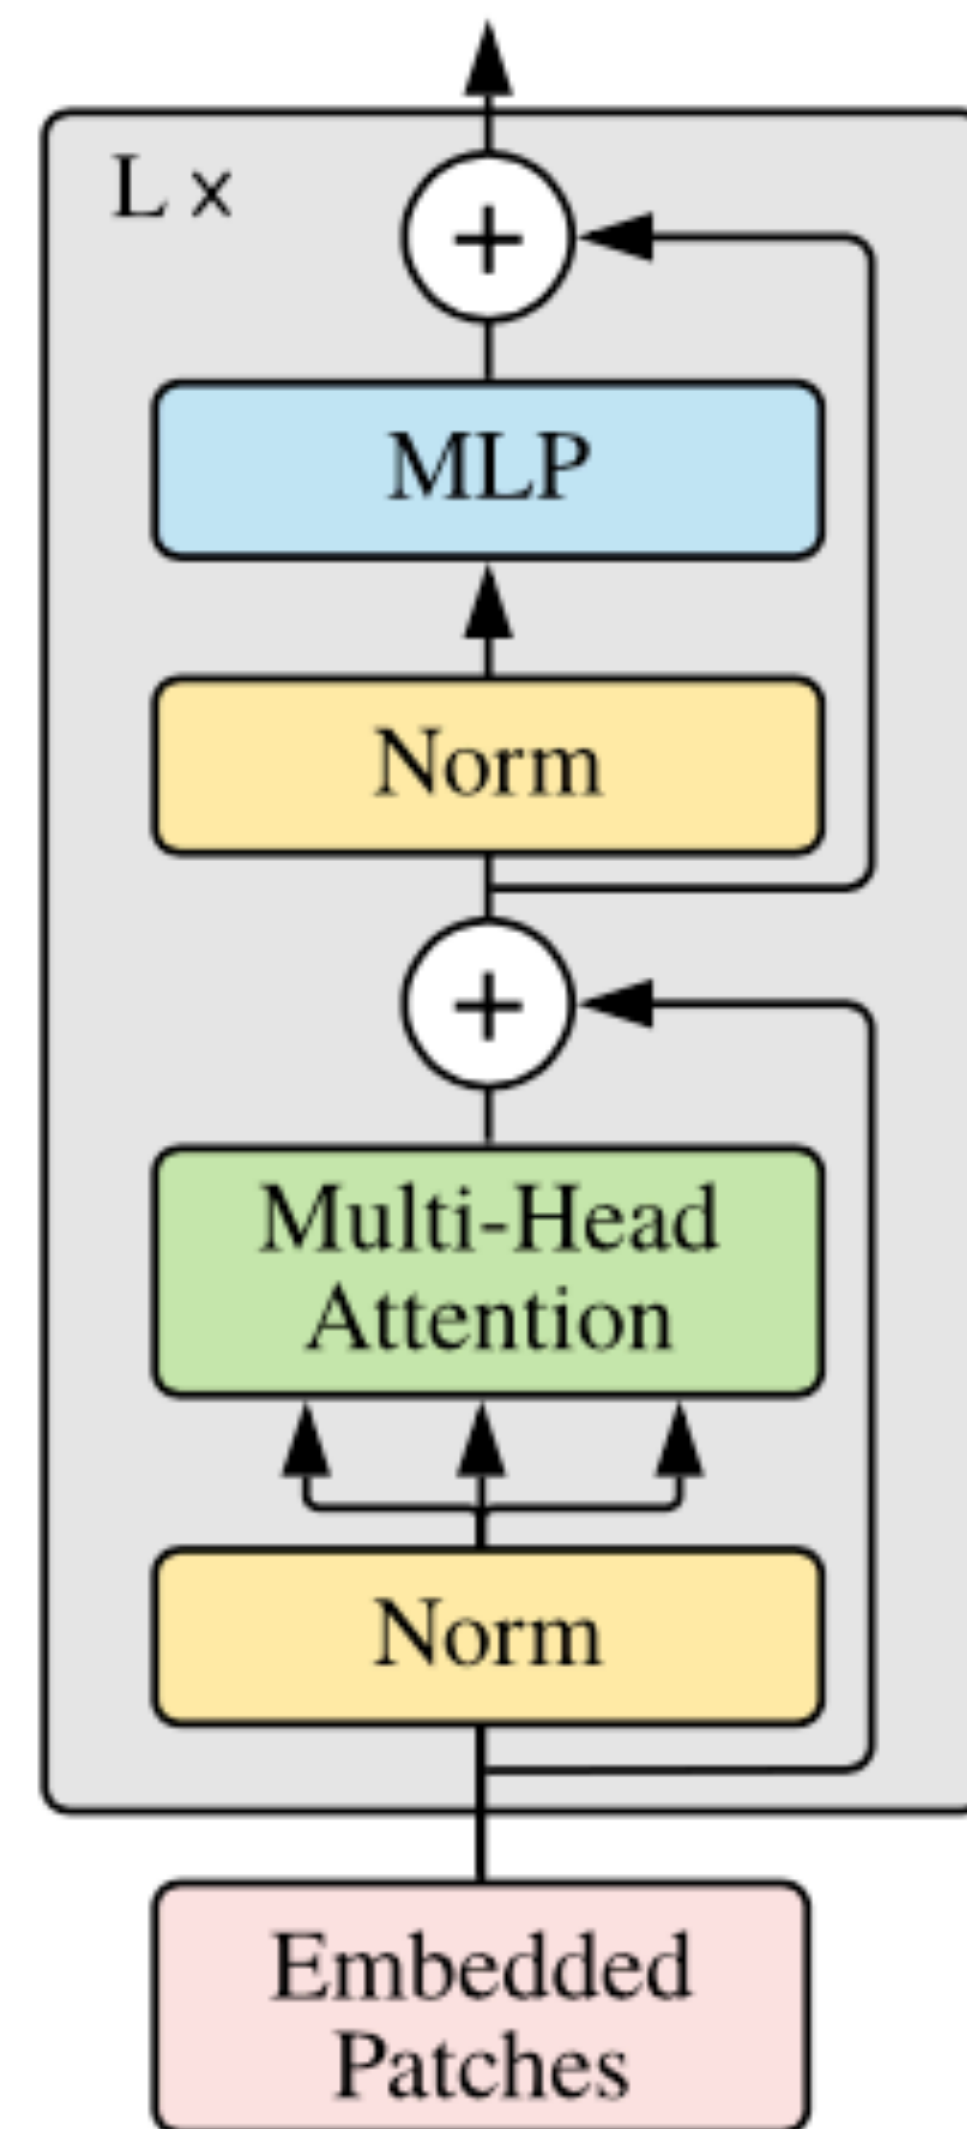 L ×
+
MLP
Norm
+
Multi-Head
Attention
Norm
Embedded
Patches